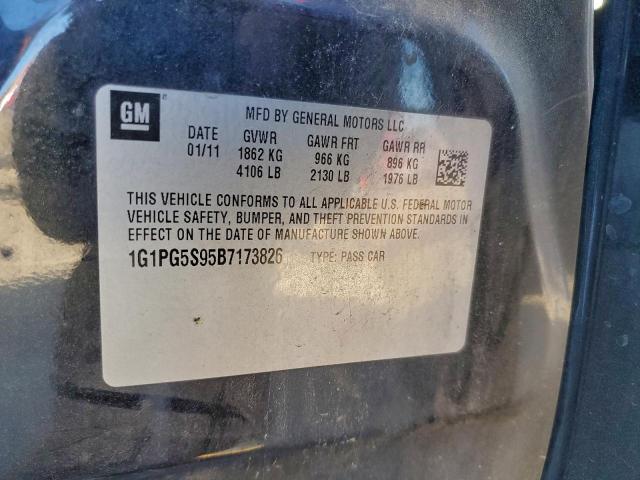 GM
MFD BY GENERAL MOTORS LLC
DATE GVWR GAWR FRT GAWR RR
01/11 1862 KG 966 KG 896 KG
4106 LB 2130 LB 1976 LB
THIS VEHICLE CONFORMS TO ALL APPLICABLE U.S. FEDERAL MOTOR
VEHICLE SAFETY, BUMPER, AND THEFT PREVENTION STANDARDS IN
EFFECT ON THE DATE OF MANUFACTURE SHOWN ABOVE.
1G1PG5S95B7173826 TYPE: PASS CAR